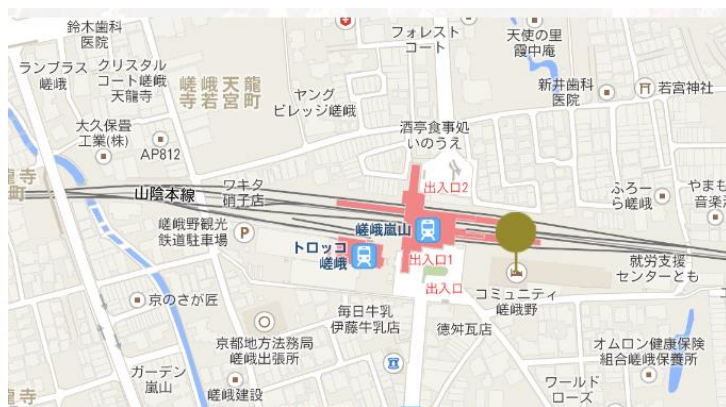 鈴木歯科
医院
フォレスト
コート
天使の里
霞中庵
ランブラス
嵯峨
クリスタル
コート嵯峨
天龍寺
嵯峨天龍
寺若宮町
ヤング
ビレッジ嵯峨
新井歯科
医院
若宮神社
大久保畳
工業(株)
AP812
酒亭食事処
いのうえ
龍寺
町
山陰本線
ワキタ
硝子店
出入口2
ふろー
ら嵯峨
やまも
音楽
嵯峨野観光
鉄道駐車場
P
嵯峨嵐山
トロッコ
嵯峨
出入口1
出入口
就労支援
センターとも
コミュニティ
嵯峨野
京のさが匠
毎日牛乳
伊藤牛乳店
徳舛瓦店
京都地方法務局
嵯峨出張所
オムロン健康保険
組合嵯峨保養所
ガーデン
嵐山
嵯峨建設
ワールド
ローズ
龍寺